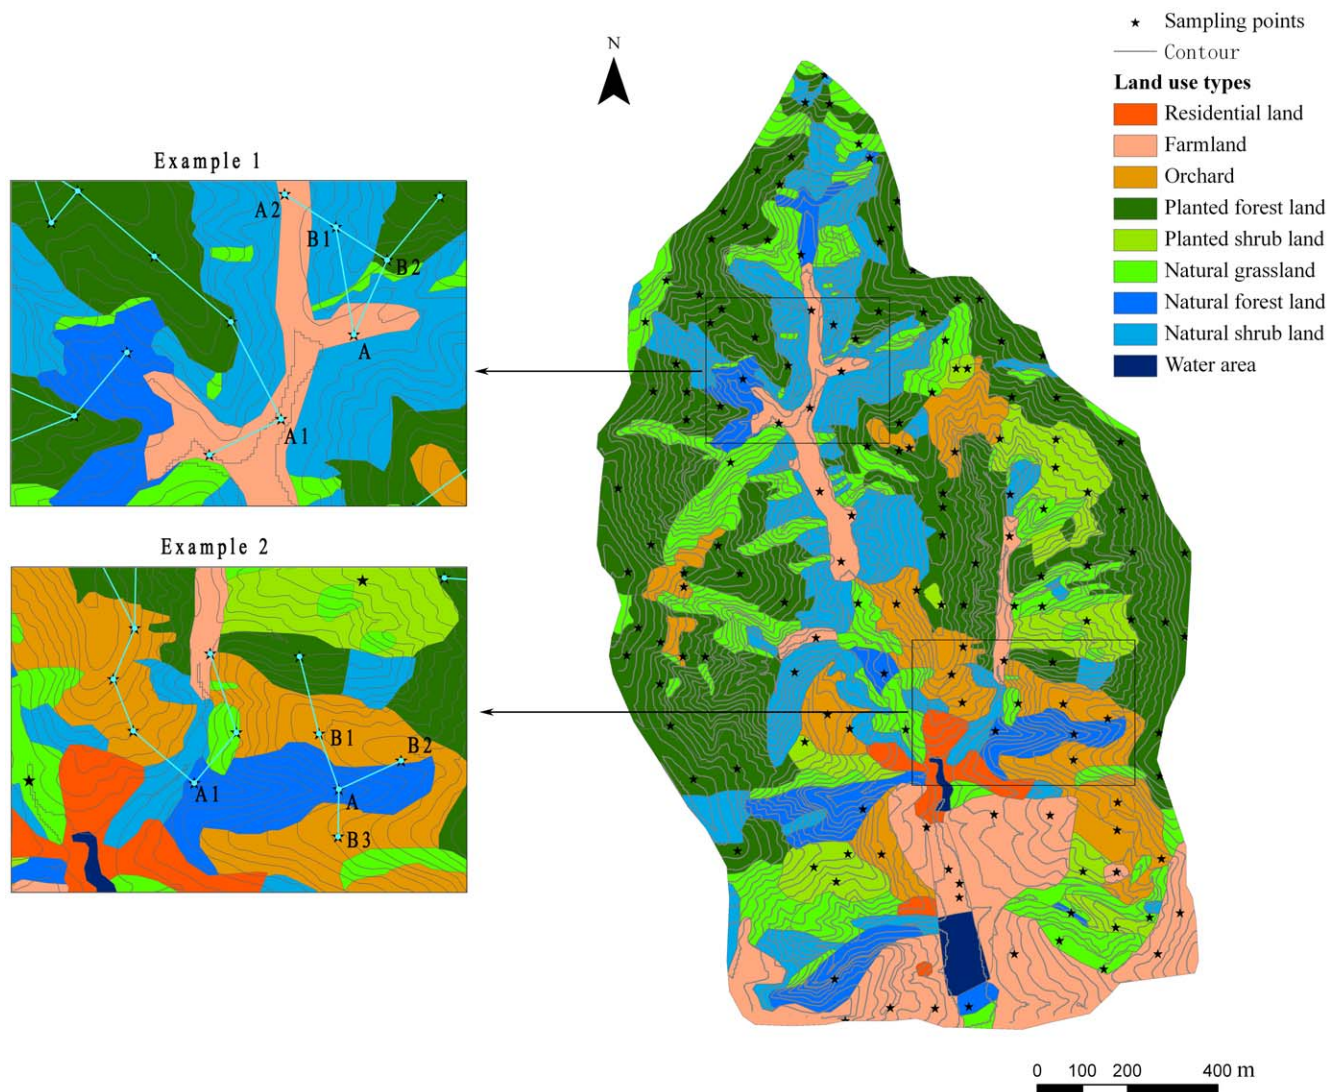 Sampling points
N
Contour
Land use types
Residential land
Farmland
Example 1
Orchard
A2
Planted forest land
B1
Planted shrub land
B2
Natural grassland
Natural forest land
A
Natural shrub land
Water area
A1
Example 2
B1
B2
A1
A
B3
0 100 200 400 m